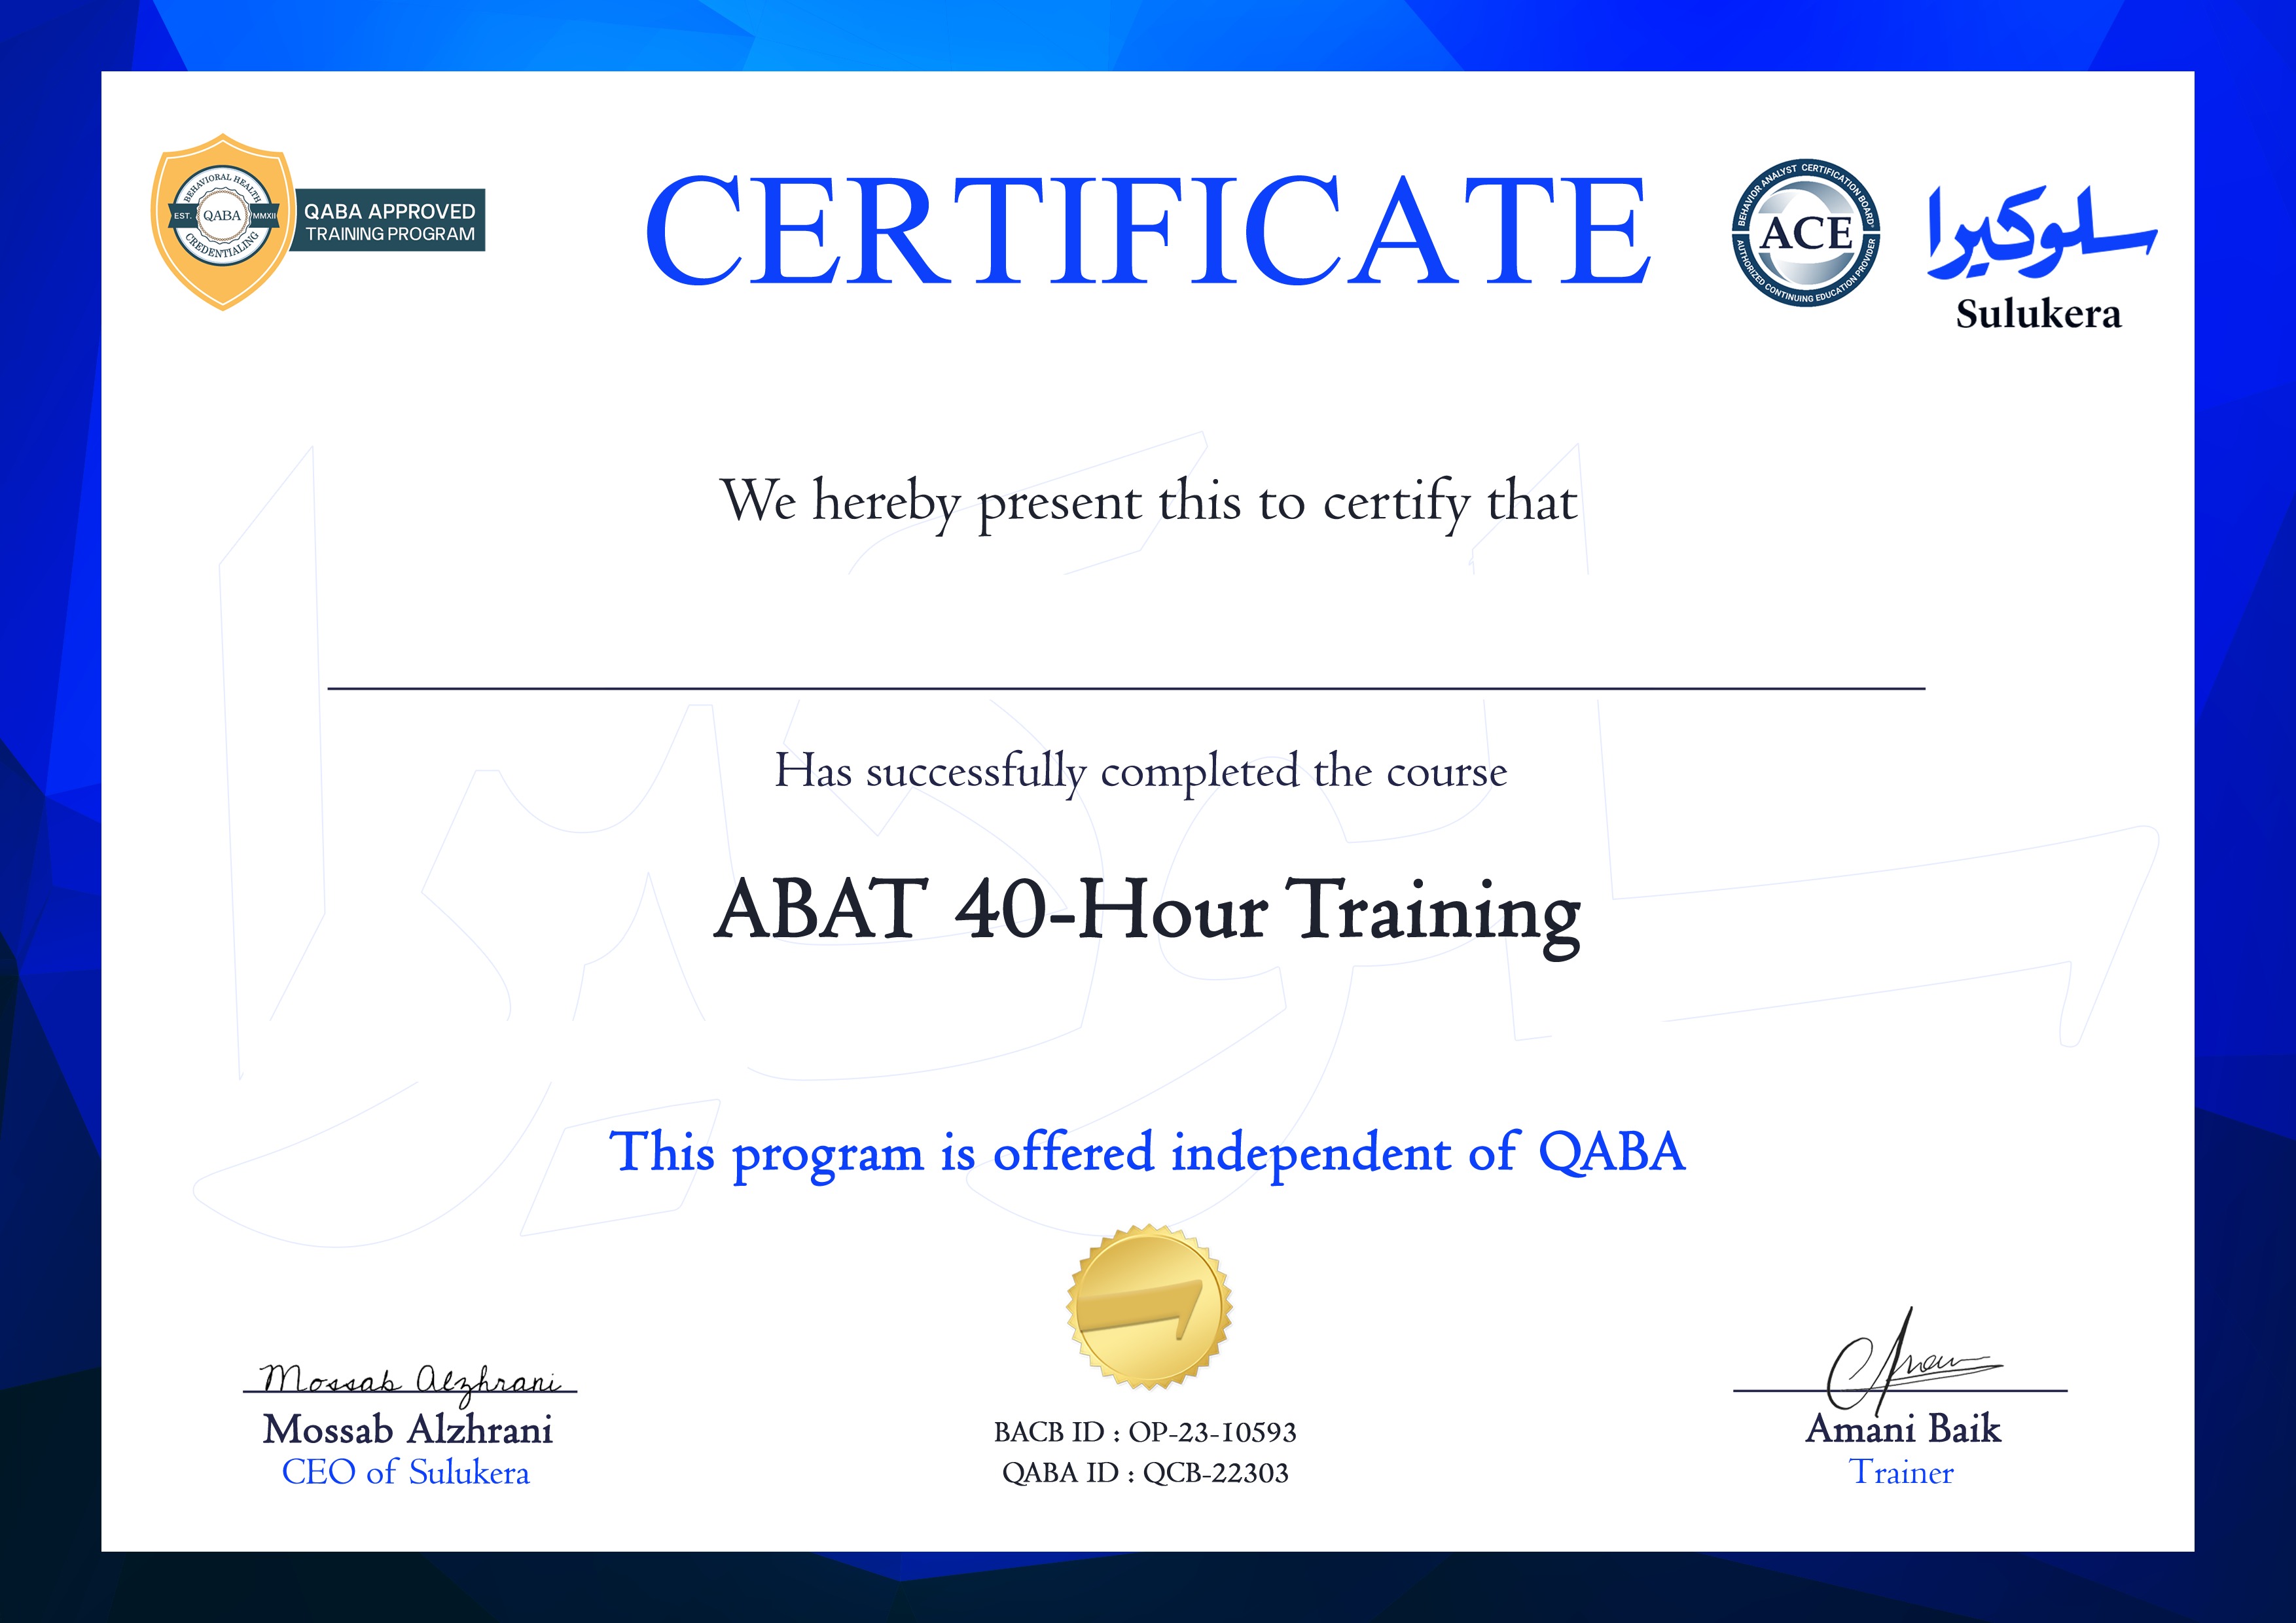 BEHAVIORAL HEALTH
EST. QABA MMXII
CREDENTIALING
QABA APPROVED
TRAINING PROGRAM
CERTIFICATE
BEHAVIOR ANALYST CERTIFICATION BOARD®
ACE
AUTHORIZED CONTINUING EDUCATION PROVIDER
سلوكيرا
Sulukera
We hereby present this to certify that
Has successfully completed the course
ABAT 40-Hour Training
This program is offered independent of QABA
Mossab Alzhrani
Mossab Alzhrani
CEO of Sulukera
BACB ID : OP-23-10593
QABA ID : QCB-22303
Amani Baik
Trainer